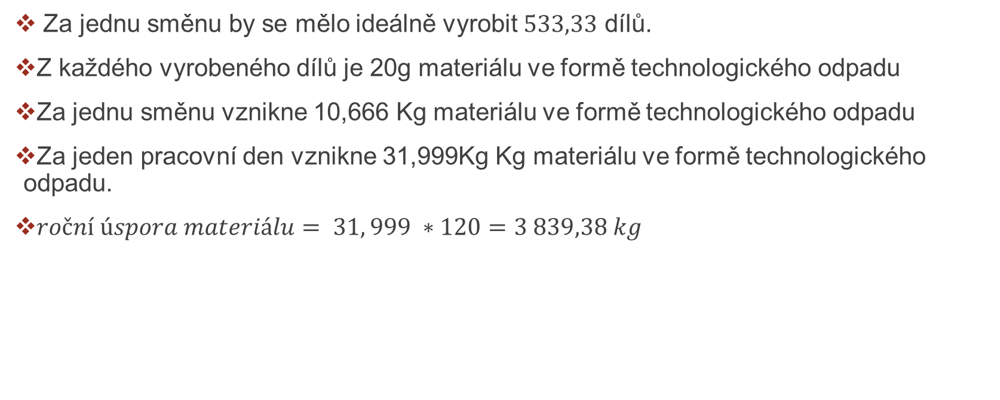 ❖ Za jednu směnu by se mělo ideálně vyrobit 533,33 dílů.
❖Z každého vyrobeného dílů je 20g materiálu ve formě technologického odpadu
❖Za jednu směnu vznikne 10,666 Kg materiálu ve formě technologického odpadu
❖Za jeden pracovní den vznikne 31,999Kg Kg materiálu ve formě technologického
odpadu.
❖roční úspora materiálu = 31,999 * 120 = 3 839,38 kg